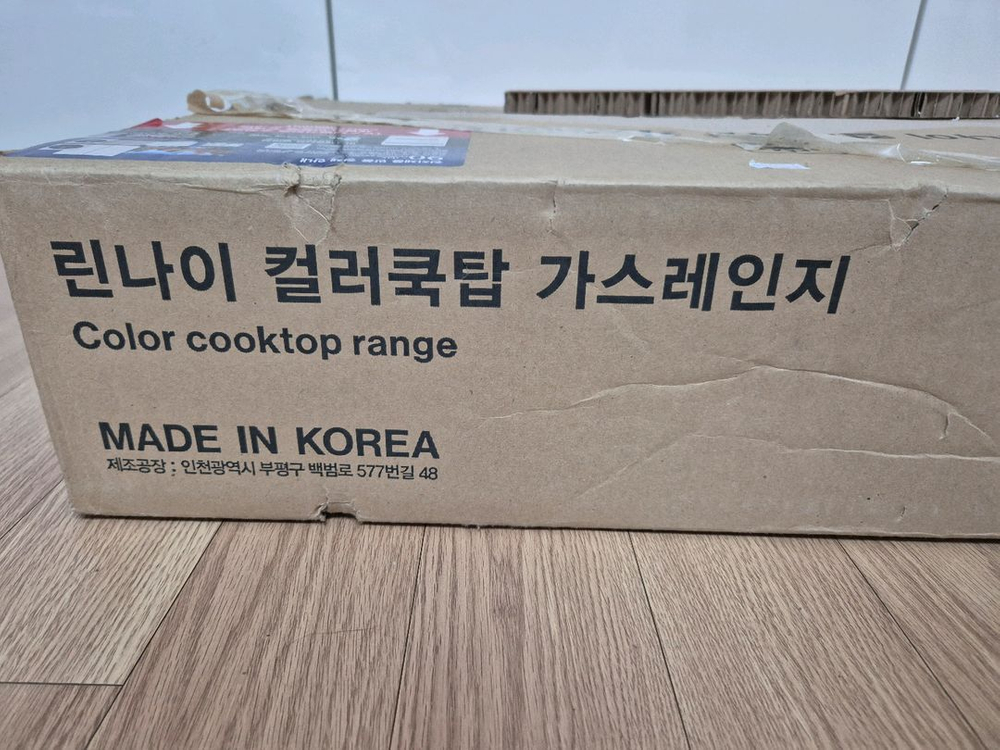 린나이 컬러쿡탑 가스레인지
Color cooktop range
MADE IN KOREA
제조공장 : 인천광역시 부평구 백범로 577번길 48